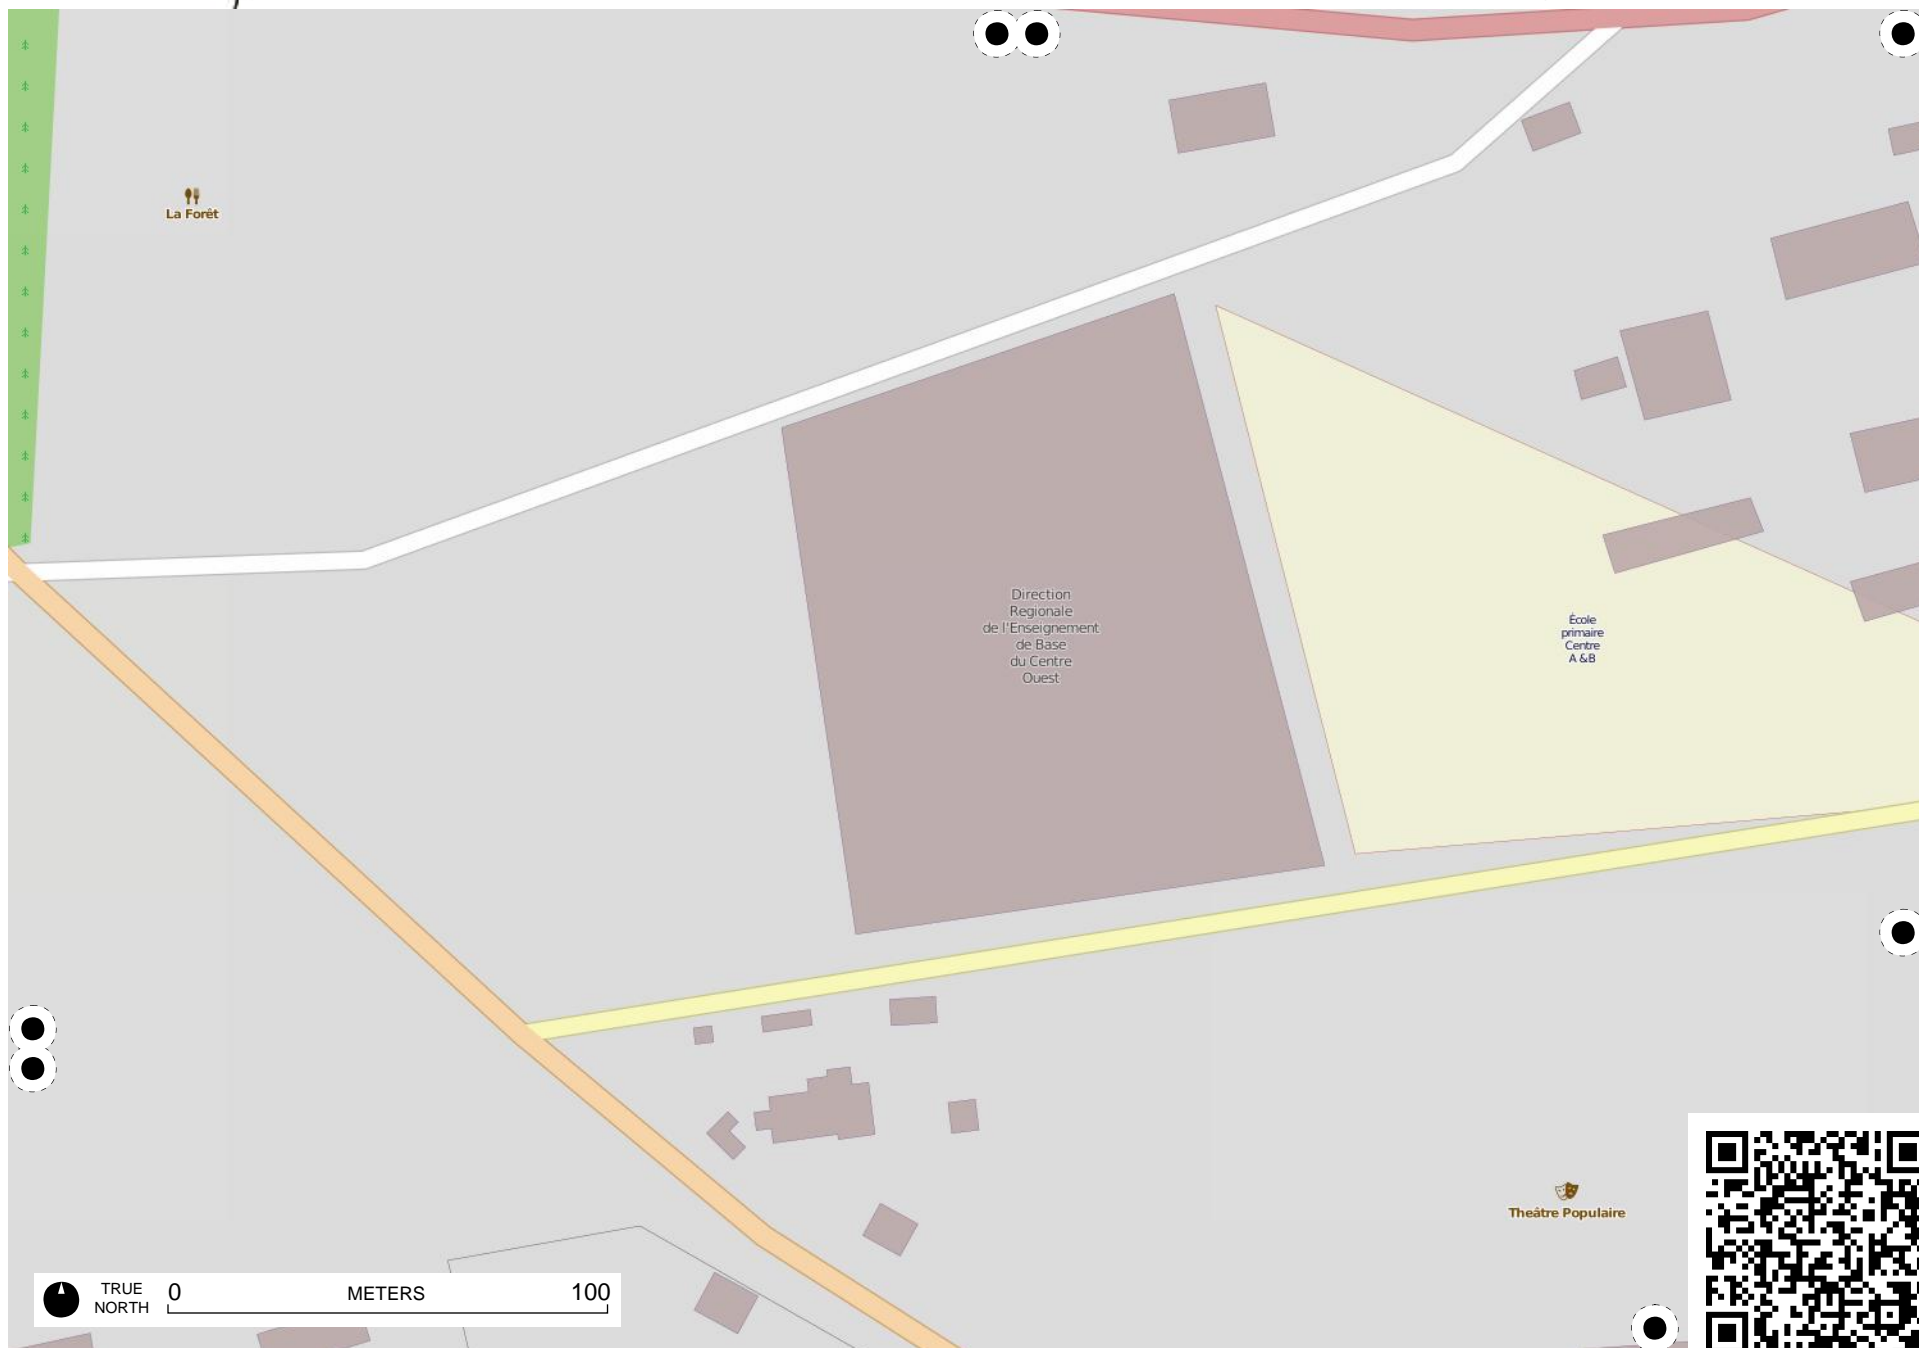 La Forêt
Direction
Regionale
de l'Enseignement
de Base
du Centre
Ouest
École
primaire
Centre
A &B
Theâtre Populaire
TRUE
NORTH
0 METERS 100